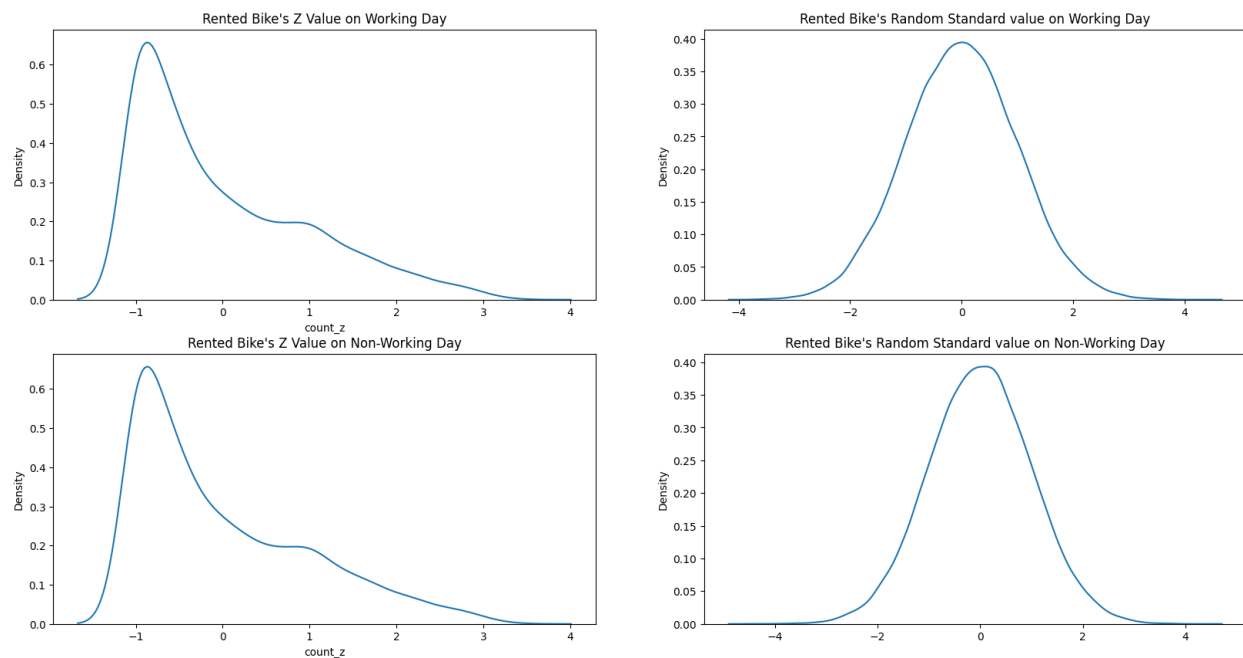 Rented Bike's Z Value on Working Day
Density
0.6
0.5
0.4
0.3
0.2
0.1
0.0
−1 0 1 2 3 4
count_z
Rented Bike's Random Standard value on Working Day
Density
0.40
0.35
0.30
0.25
0.20
0.15
0.10
0.05
0.00
−4 −2 0 2 4
Rented Bike's Z Value on Non-Working Day
Density
0.6
0.5
0.4
0.3
0.2
0.1
0.0
−1 0 1 2 3 4
count_z
Rented Bike's Random Standard value on Non-Working Day
Density
0.40
0.35
0.30
0.25
0.20
0.15
0.10
0.05
0.00
−4 −2 0 2 4